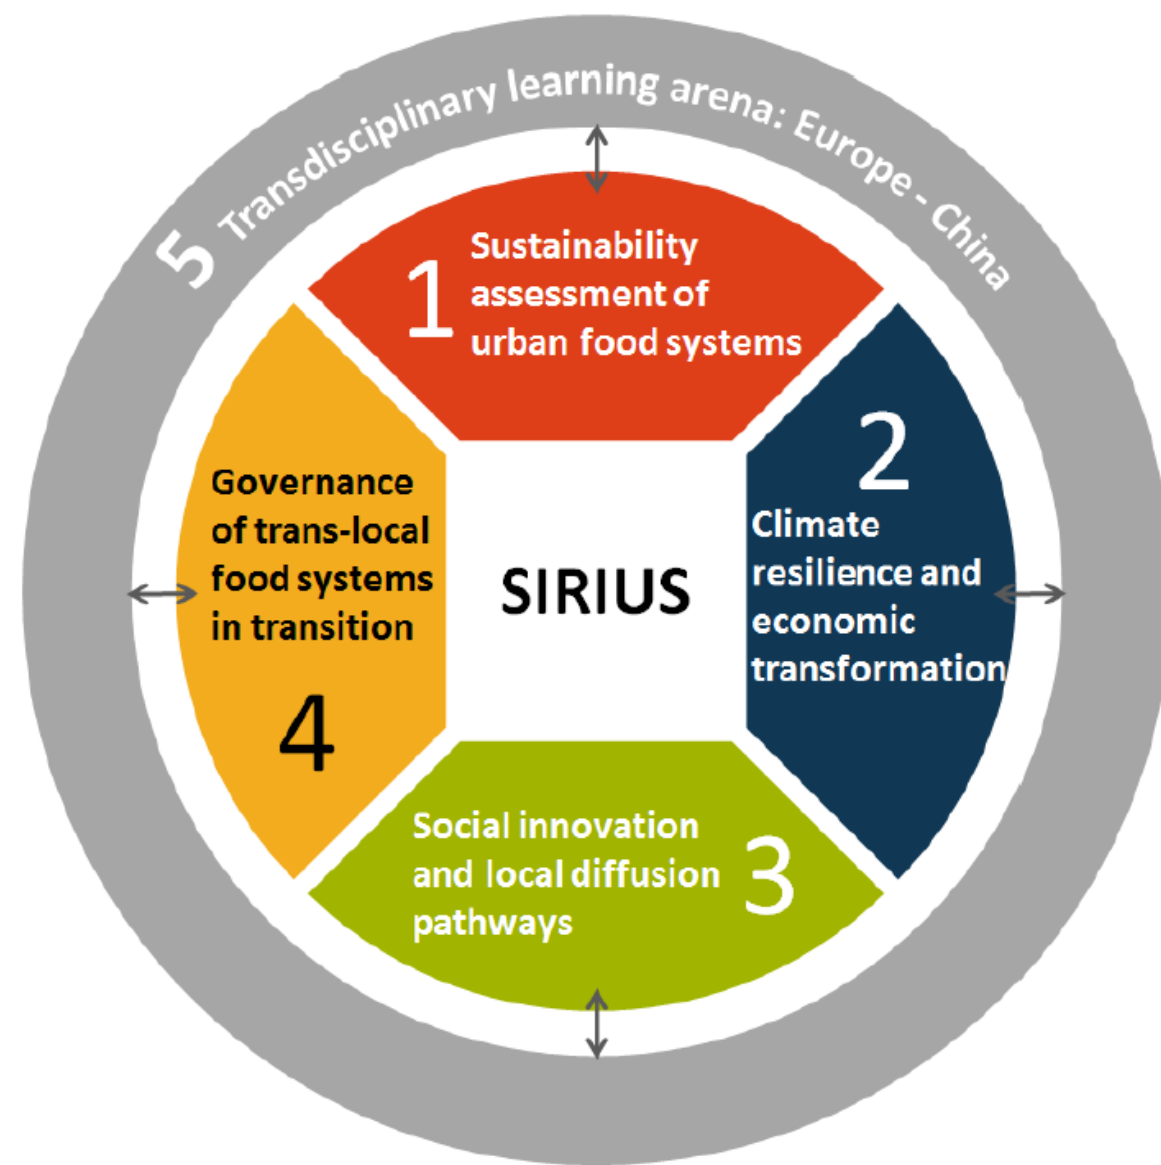 5 Transdisciplinary learning arena: Europe - China
1
Sustainability
assessment of
urban food systems
2
Climate
resilience and
economic
transformation
SIRIUS
Governance
of trans-local
food systems
in transition
4
Social innovation
and local diffusion
pathways
3